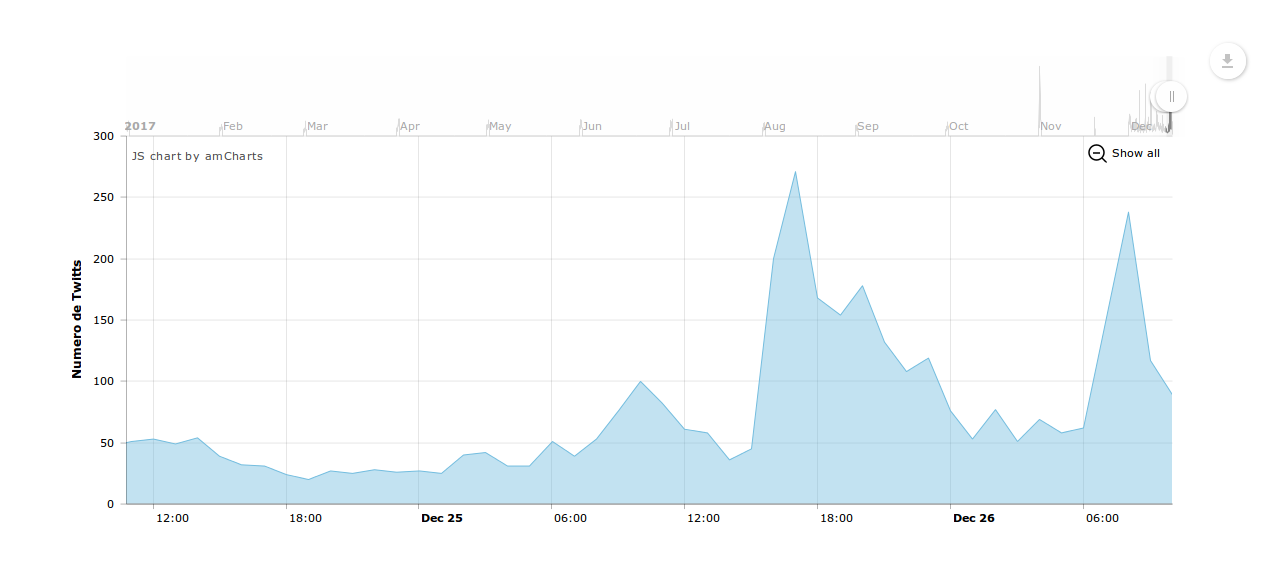 2017 Feb Mar Apr May Jun Jul Aug Sep Oct Nov Dec
300
JS chart by amCharts
Show all
250
200
150
100
50
0
Numero de Twitts
12:00 18:00 Dec 25 06:00 12:00 18:00 Dec 26 06:00